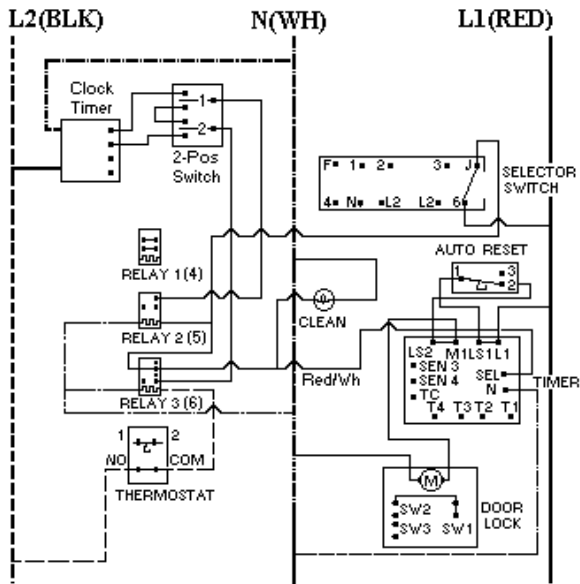 L2(BLK) N(WH) L1(RED)
Clock
Timer
1
2
2-Pos
Switch
F 1 2 3 J
4 N L2 L2 6
SELECTOR
SWITCH
RELAY 1(4)
AUTO RESET
1 3
2
RELAY 2(5)
CLEAN
LS2 M1 LS1 L1
SEN 3
SEN 4
TC
SEL
N
T4 T3 T2 T1
TIMER
Red/Wh
RELAY 3(6)
1 2
NO COM
THERMOSTAT
M
SW2
SW3 SW1
DOOR
LOCK